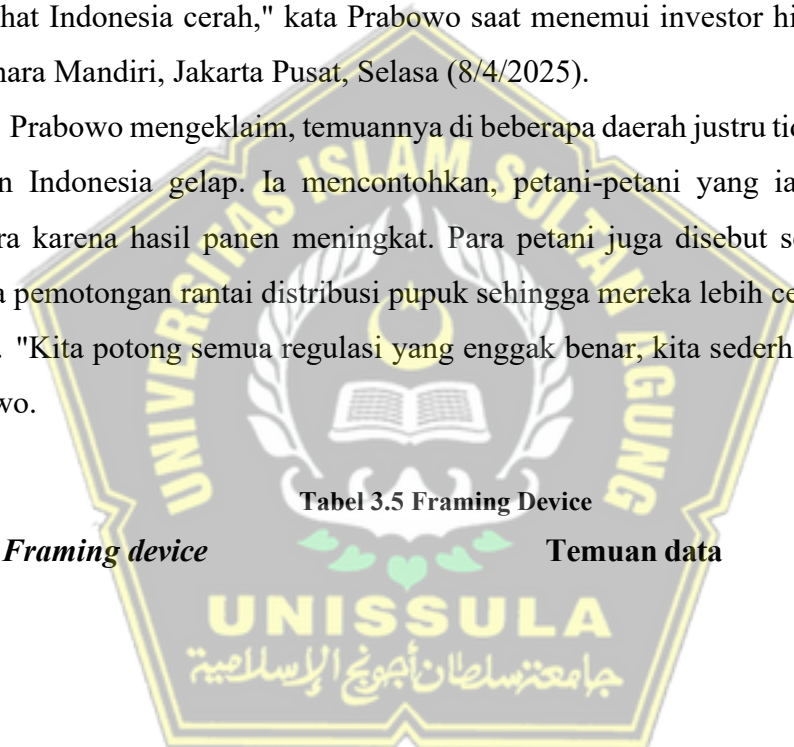 hat Indonesia cerah," kata Prabowo saat menemui investor hi
nara Mandiri, Jakarta Pusat, Selasa (8/4/2025).
Prabowo mengeklaim, temuannya di beberapa daerah justru tid
n Indonesia gelap. Ia mencontohkan, petani-petani yang ia
ra karena hasil panen meningkat. Para petani juga disebut se
a pemotongan rantai distribusi pupuk sehingga mereka lebih ce
. "Kita potong semua regulasi yang enggak benar, kita sederh
wo.
UNIVERSITAS ISLAM SULTAN AGUNG
Tabel 3.5 Framing Device
Framing device Temuan data
UNISSULA
جامعة سلطان أجونج الإسلامية